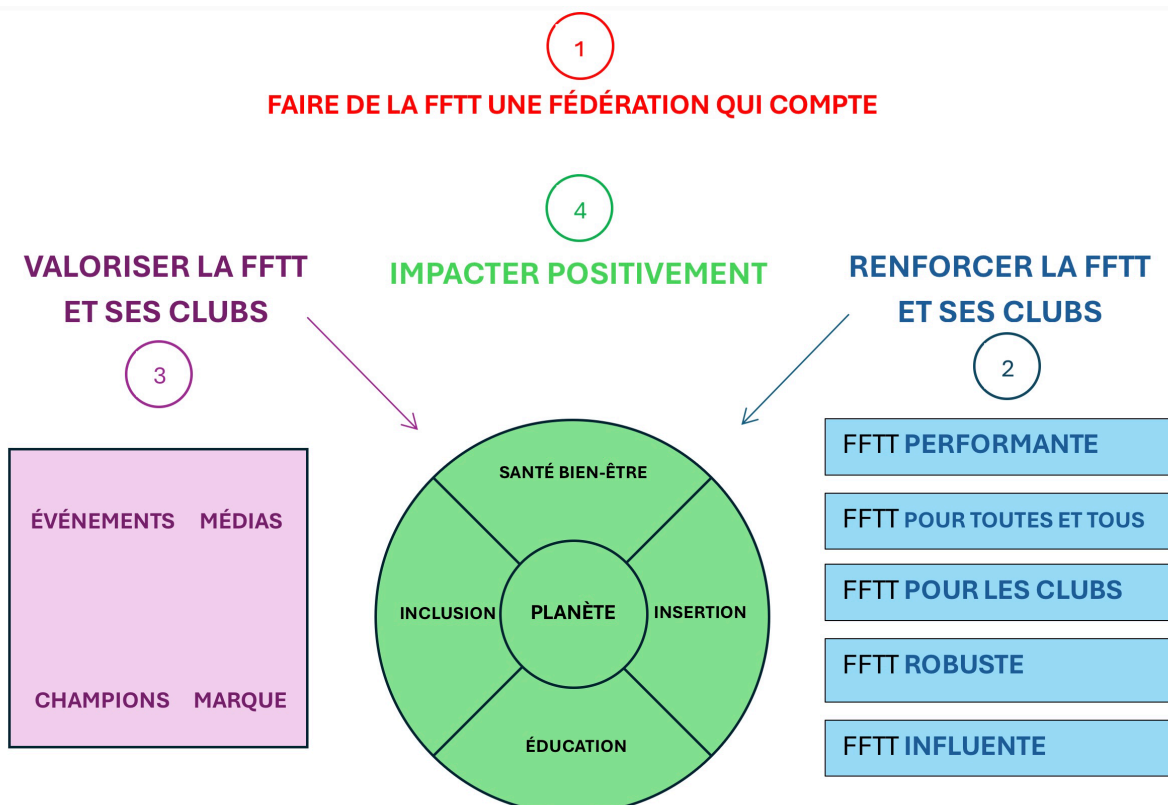 1
FAIRE DE LA FFTT UNE FÉDÉRATION QUI COMPTE
4
IMPACTER POSITIVEMENT
VALORISER LA FFTT
ET SES CLUBS
3
ÉVÉNEMENTS MÉDIAS
CHAMPIONS MARQUE
SANTÉ BIEN-ÊTRE
INCLUSION
PLANÈTE
INSERTION
ÉDUCATION
RENFORCER LA FFTT
ET SES CLUBS
2
FFTT PERFORMANTE
FFTT POUR TOUTES ET TOUS
FFTT POUR LES CLUBS
FFTT ROBUSTE
FFTT INFLUENTE